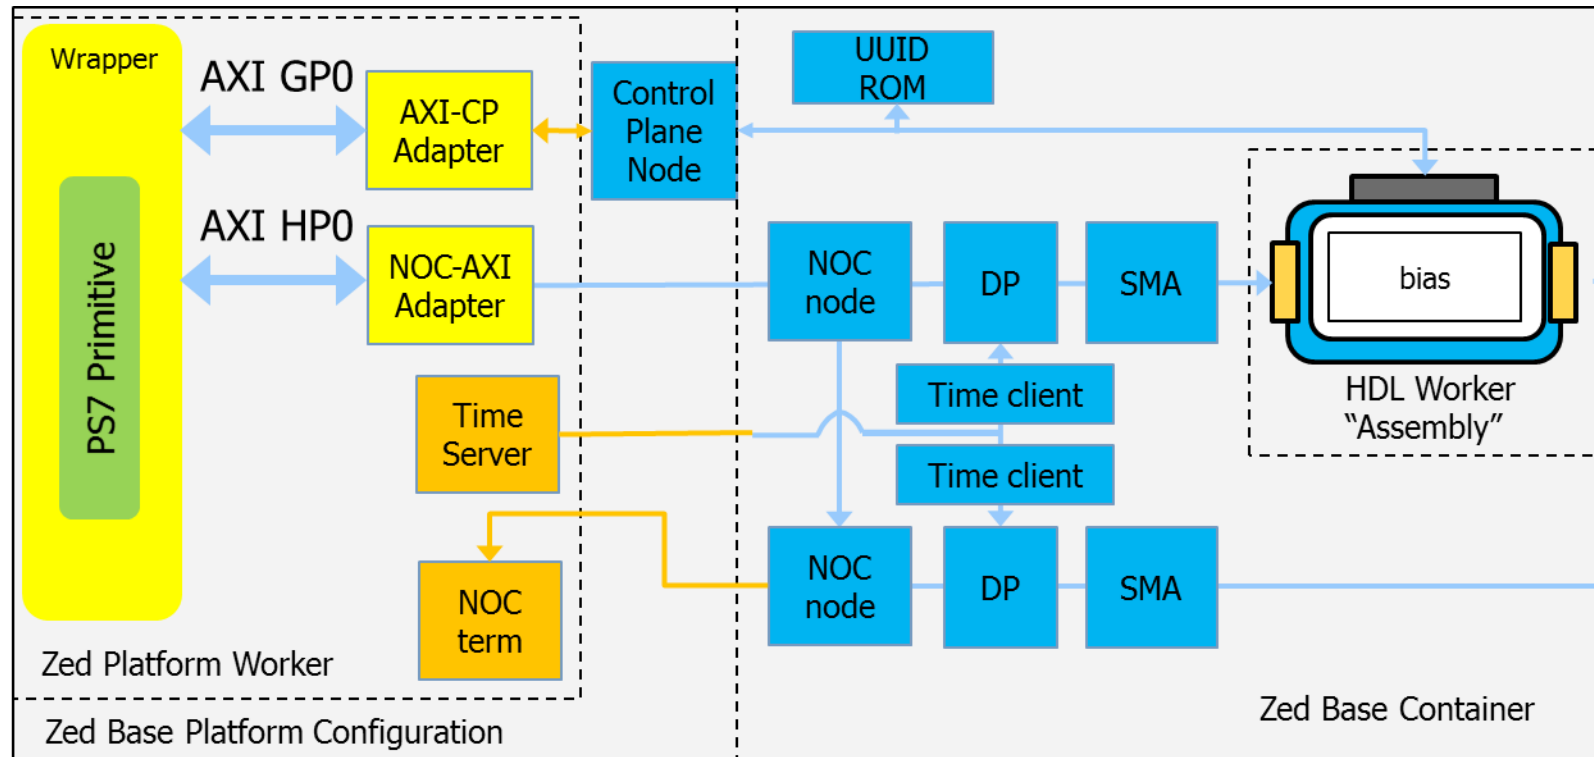 Wrapper
AXI GP0
AXI-CP
Adapter
Control
Plane
Node
UUID
ROM
PS7 Primitive
AXI HP0
NOC-AXI
Adapter
NOC
node
DP
SMA
bias
HDL Worker
“Assembly”
Time client
Time
Server
Time client
NOC
term
NOC
node
DP
SMA
Zed Platform Worker
Zed Base Platform Configuration
Zed Base Container